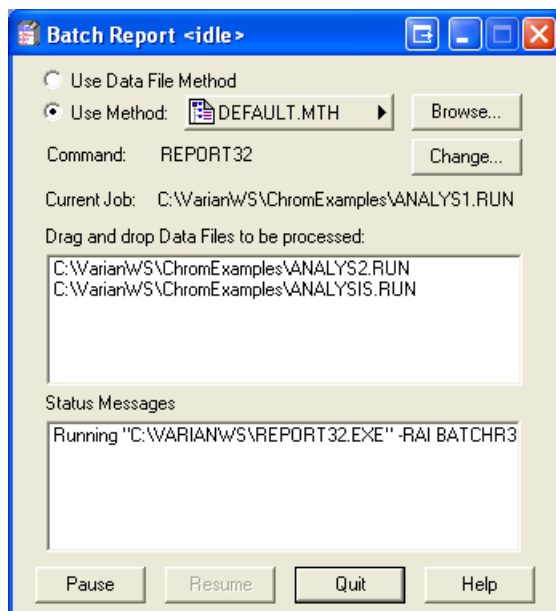 Batch Report <idle>
Use Data File Method
Use Method: DEFAULT.MTH Browse...
Command: REPORT32 Change...
Current Job: C:\VarianWS\ChromExamples\ANALYS1.RUN
Drag and drop Data Files to be processed:
C:\VarianWS\ChromExamples\ANALYS2.RUN
C:\VarianWS\ChromExamples\ANALYSIS.RUN
Status Messages
Running "C:\VARIANWS\REPORT32.EXE" -RAI BATCHR3
Pause Resume Quit Help